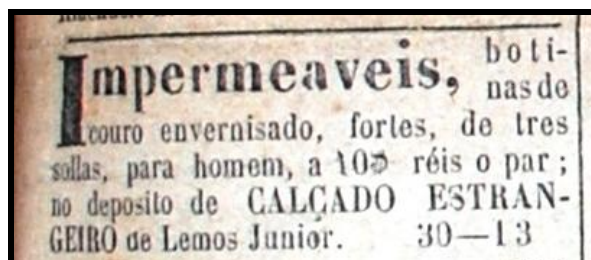 Impermeaveis, boti-
nas de
couro envernisado, fortes, de tres
sollas, para homem, a 10$ réis o par;
no deposito de CALÇADO ESTRAN-
GEIRO de Lemos Junior. 30—13